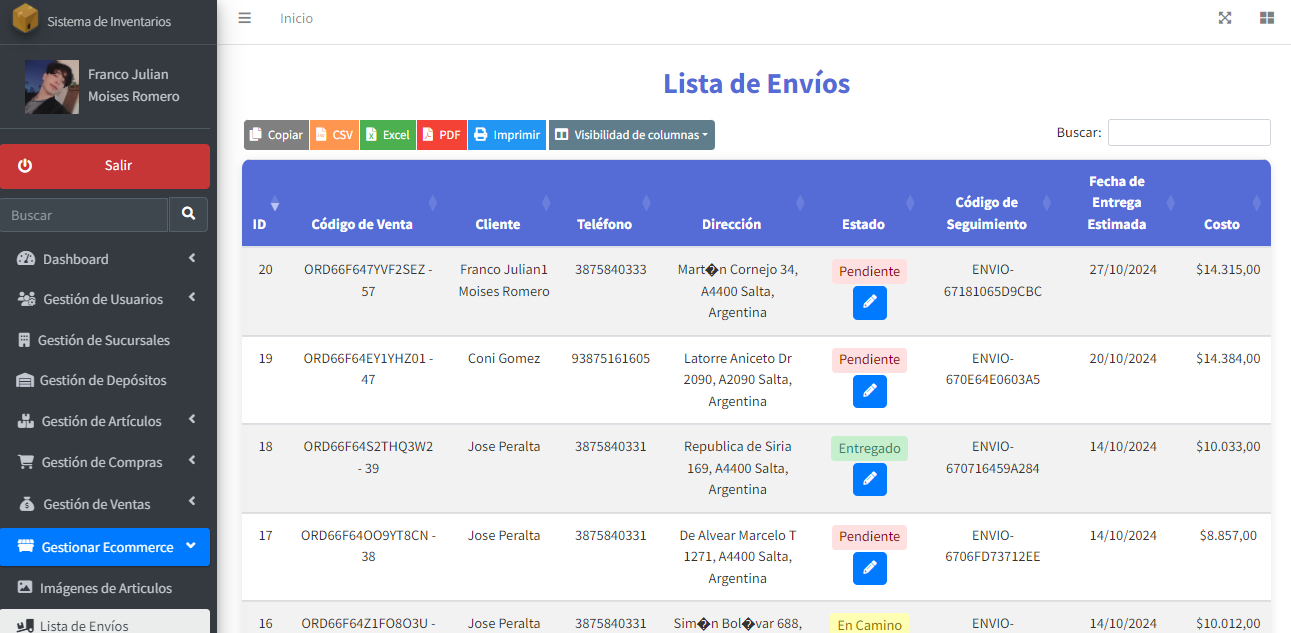 Sistema de Inventarios
Franco Julian
Moises Romero
Salir
Buscar
Dashboard
Gestión de Usuarios
Gestión de Sucursales
Gestión de Depósitos
Gestión de Artículos
Gestión de Compras
Gestión de Ventas
Gestionar Ecommerce
Imágenes de Articulos
Lista de Envíos
Inicio
Lista de Envíos
Copiar CSV Excel PDF Imprimir Visibilidad de columnas
Buscar:
ID Código de Venta Cliente Teléfono Dirección Estado Código de Seguimiento Fecha de Entrega Estimada Costo
20 ORD66F647YVF2SEZ - 57 Franco Julian1 Moises Romero 3875840333 Mart�n Cornejo 34, A4400 Salta, Argentina Pendiente ENVIO-67181065D9CBC 27/10/2024 $14.315,00
19 ORD66F64EY1YHZ01 - 47 Coni Gomez 93875161605 Latorre Aniceto Dr 2090, A2090 Salta, Argentina Pendiente ENVIO-670E64E0603A5 20/10/2024 $14.384,00
18 ORD66F64S2THQ3W2 - 39 Jose Peralta 3875840331 Republica de Siria 169, A4400 Salta, Argentina Entregado ENVIO-670716459A284 14/10/2024 $10.033,00
17 ORD66F64OO9YT8CN - 38 Jose Peralta 3875840331 De Alvear Marcelo T 1271, A4400 Salta, Argentina Pendiente ENVIO-6706FD73712EE 14/10/2024 $8.857,00
16 ORD66F64Z1FO8O3U - Jose Peralta 3875840331 Sim�n Bol�var 688, En Camino ENVIO- 14/10/2024 $10.012,00